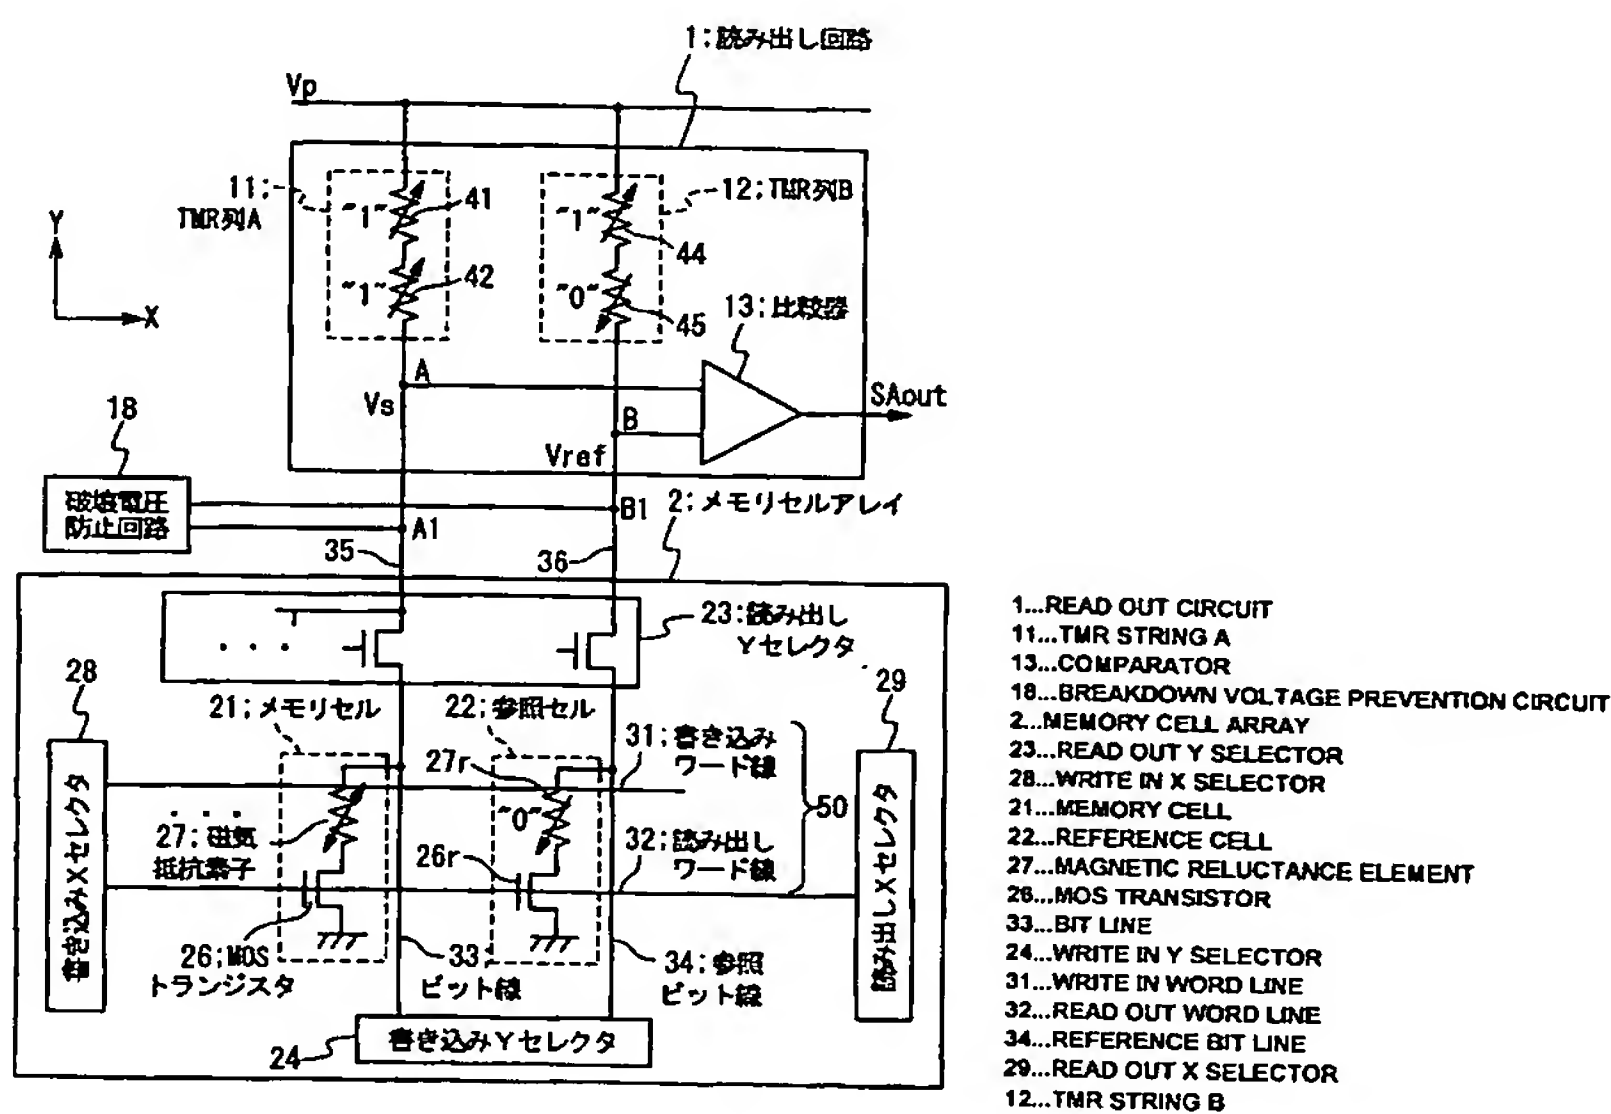 1;読み出し回路
Vp
11;
TMR列A
"1"
41
"1"
42
"1"
44
"0"
45
12;TMR列B
Y
X
13;比較器
A
Vs
B
Vref
SAout
18
破壊電圧
防止回路
A1
B1
35
36
2;メモリセルアレイ
23;読み出し
Yセレクタ
28
29
21;メモリセル
22;参照セル
27r
"0"
26r
31;書き込み
ワード線
32;読み出し
ワード線
50
27;磁気
抵抗素子
書き込みXセレクタ
読み出しXセレクタ
26;MOS
トランジスタ
33;
ビット線
34;参照
ビット線
24
書き込みYセレクタ
1...READ OUT CIRCUIT
11...TMR STRING A
13...COMPARATOR
18...BREAKDOWN VOLTAGE PREVENTION CIRCUIT
2...MEMORY CELL ARRAY
23...READ OUT Y SELECTOR
28...WRITE IN X SELECTOR
21...MEMORY CELL
22...REFERENCE CELL
27...MAGNETIC RELUCTANCE ELEMENT
26...MOS TRANSISTOR
33...BIT LINE
24...WRITE IN Y SELECTOR
31...WRITE IN WORD LINE
32...READ OUT WORD LINE
34...REFERENCE BIT LINE
29...READ OUT X SELECTOR
12...TMR STRING B